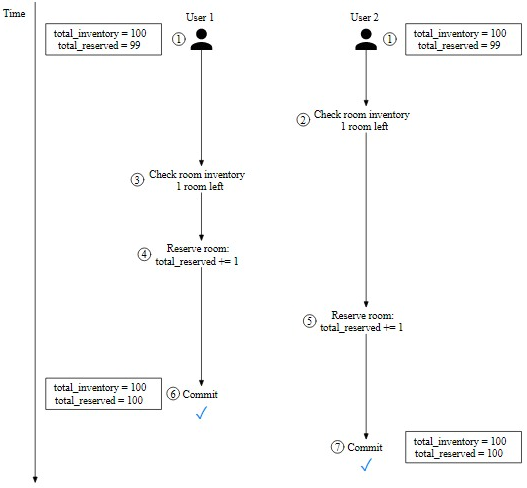 Time
User 1
User 2
total_inventory = 100
total_reserved = 99
①
①
total_inventory = 100
total_reserved = 99
② Check room inventory
1 room left
③ Check room inventory
1 room left
④ Reserve room:
total_reserved += 1
⑤ Reserve room:
total_reserved += 1
total_inventory = 100
total_reserved = 100
⑥ Commit
⑦ Commit
total_inventory = 100
total_reserved = 100